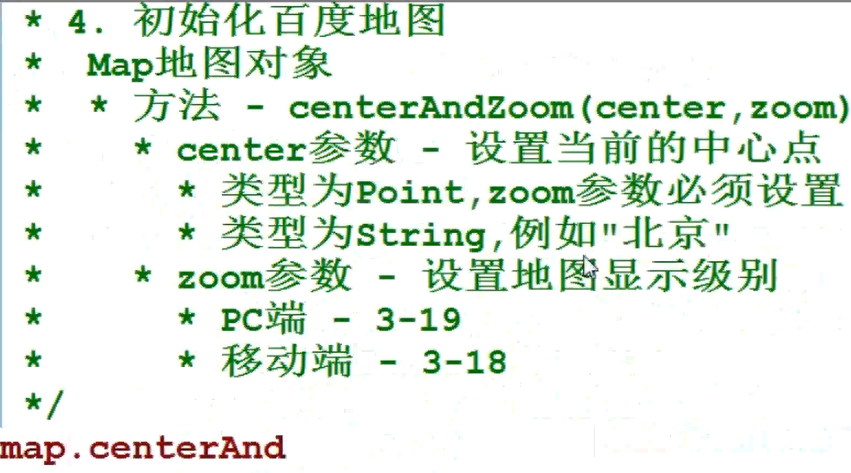 * 4. 初始化百度地图
*  Map地图对象
*  * 方法 - centerAndZoom(center,zoom)
*    * center参数 - 设置当前的中心点
*      * 类型为Point,zoom参数必须设置
*      * 类型为String,例如"北京"
*    * zoom参数 - 设置地图显示级别
*      * PC端 - 3-19
*      * 移动端 - 3-18
*/
map.centerAnd